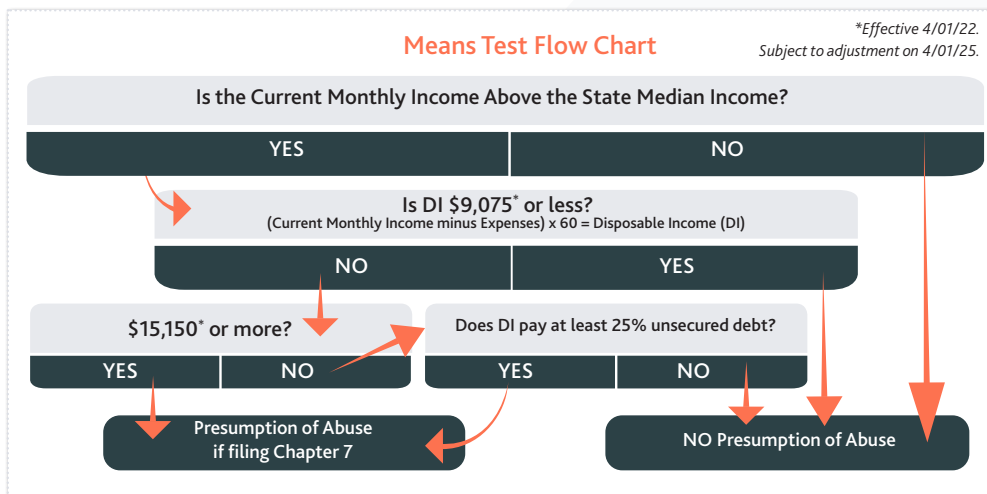 *Effective 4/01/22.
Means Test Flow Chart
Subject to adjustment on 4/01/25.
Is the Current Monthly Income Above the State Median Income?
YES
NO
Is DI $9,075* or less?
(Current Monthly Income minus Expenses) x 60 = Disposable Income (DI)
NO
YES
$15,150* or more?
Does DI pay at least 25% unsecured debt?
YES
NO
YES
NO
Presumption of Abuse
if filing Chapter 7
NO Presumption of Abuse